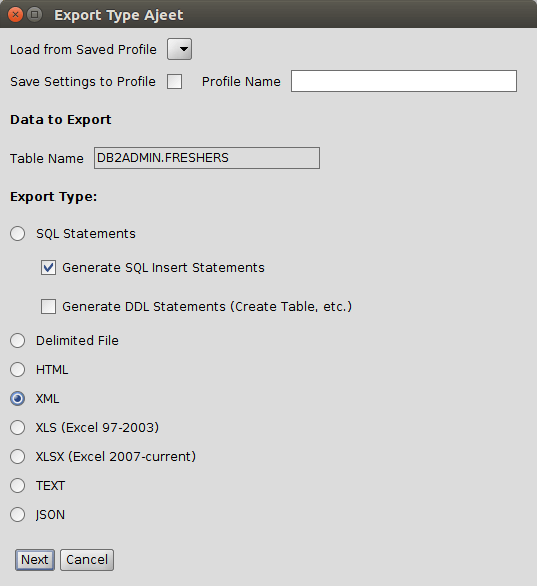 Export Type Ajeet
Load from Saved Profile
Save Settings to Profile Profile Name
Data to Export
Table Name DB2ADMIN.FRESHERS
Export Type:
SQL Statements
Generate SQL Insert Statements
Generate DDL Statements (Create Table, etc.)
Delimited File
HTML
XML
XLS (Excel 97-2003)
XLSX (Excel 2007-current)
TEXT
JSON
Next Cancel